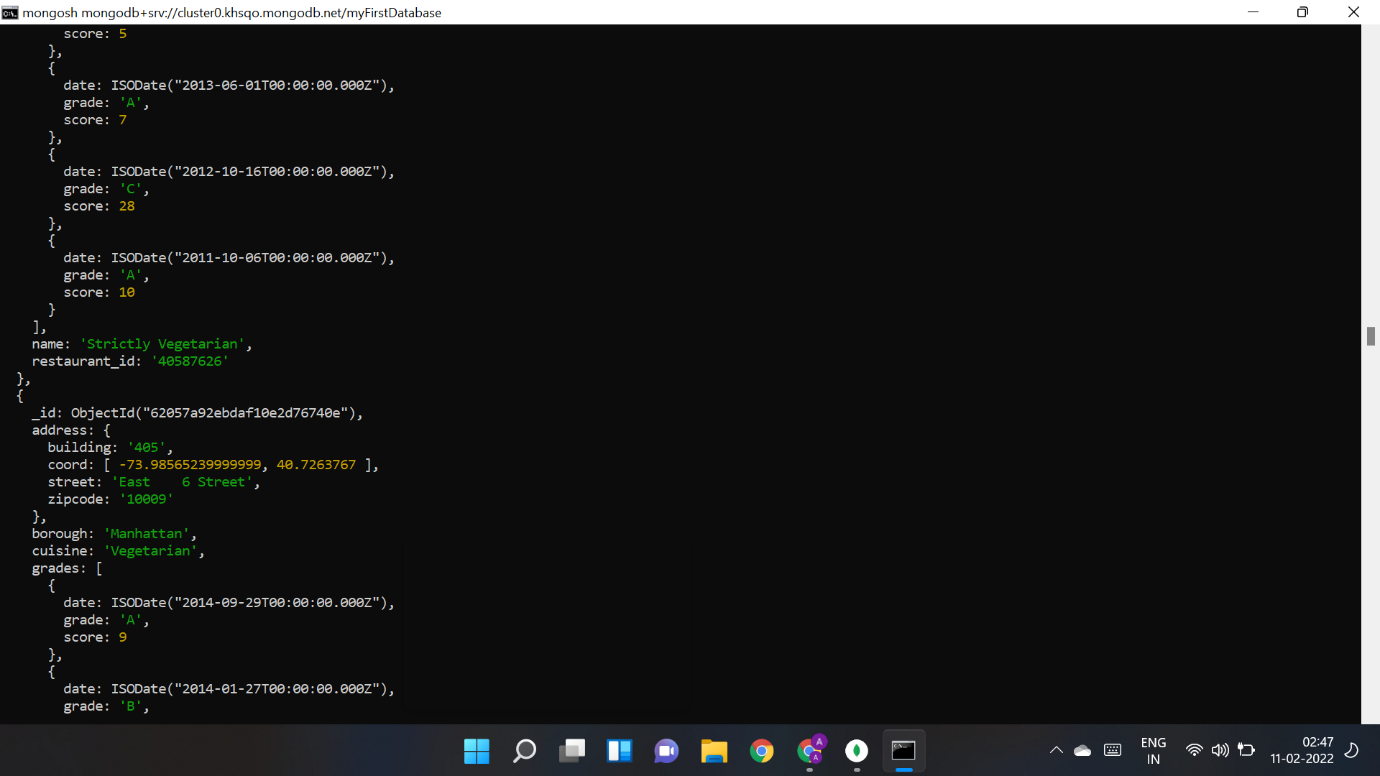 mongosh mongodb+srv://cluster0.khsqo.mongodb.net/myFirstDatabase
score: 5
},
{
date: ISODate("2013-06-01T00:00:00.000Z"),
grade: 'A',
score: 7
},
{
date: ISODate("2012-10-16T00:00:00.000Z"),
grade: 'C',
score: 28
},
{
date: ISODate("2011-10-06T00:00:00.000Z"),
grade: 'A',
score: 10
}
],
name: 'Strictly Vegetarian',
restaurant_id: '40587626'
},
{
_id: ObjectId("62057a92ebdaf10e2d76740e"),
address: {
building: '405',
coord: [ -73.98565239999999, 40.7263767 ],
street: 'East    6 Street',
zipcode: '10009'
},
borough: 'Manhattan',
cuisine: 'Vegetarian',
grades: [
{
date: ISODate("2014-09-29T00:00:00.000Z"),
grade: 'A',
score: 9
},
{
date: ISODate("2014-01-27T00:00:00.000Z"),
grade: 'B',
A
A
ENG
IN
02:47
11-02-2022